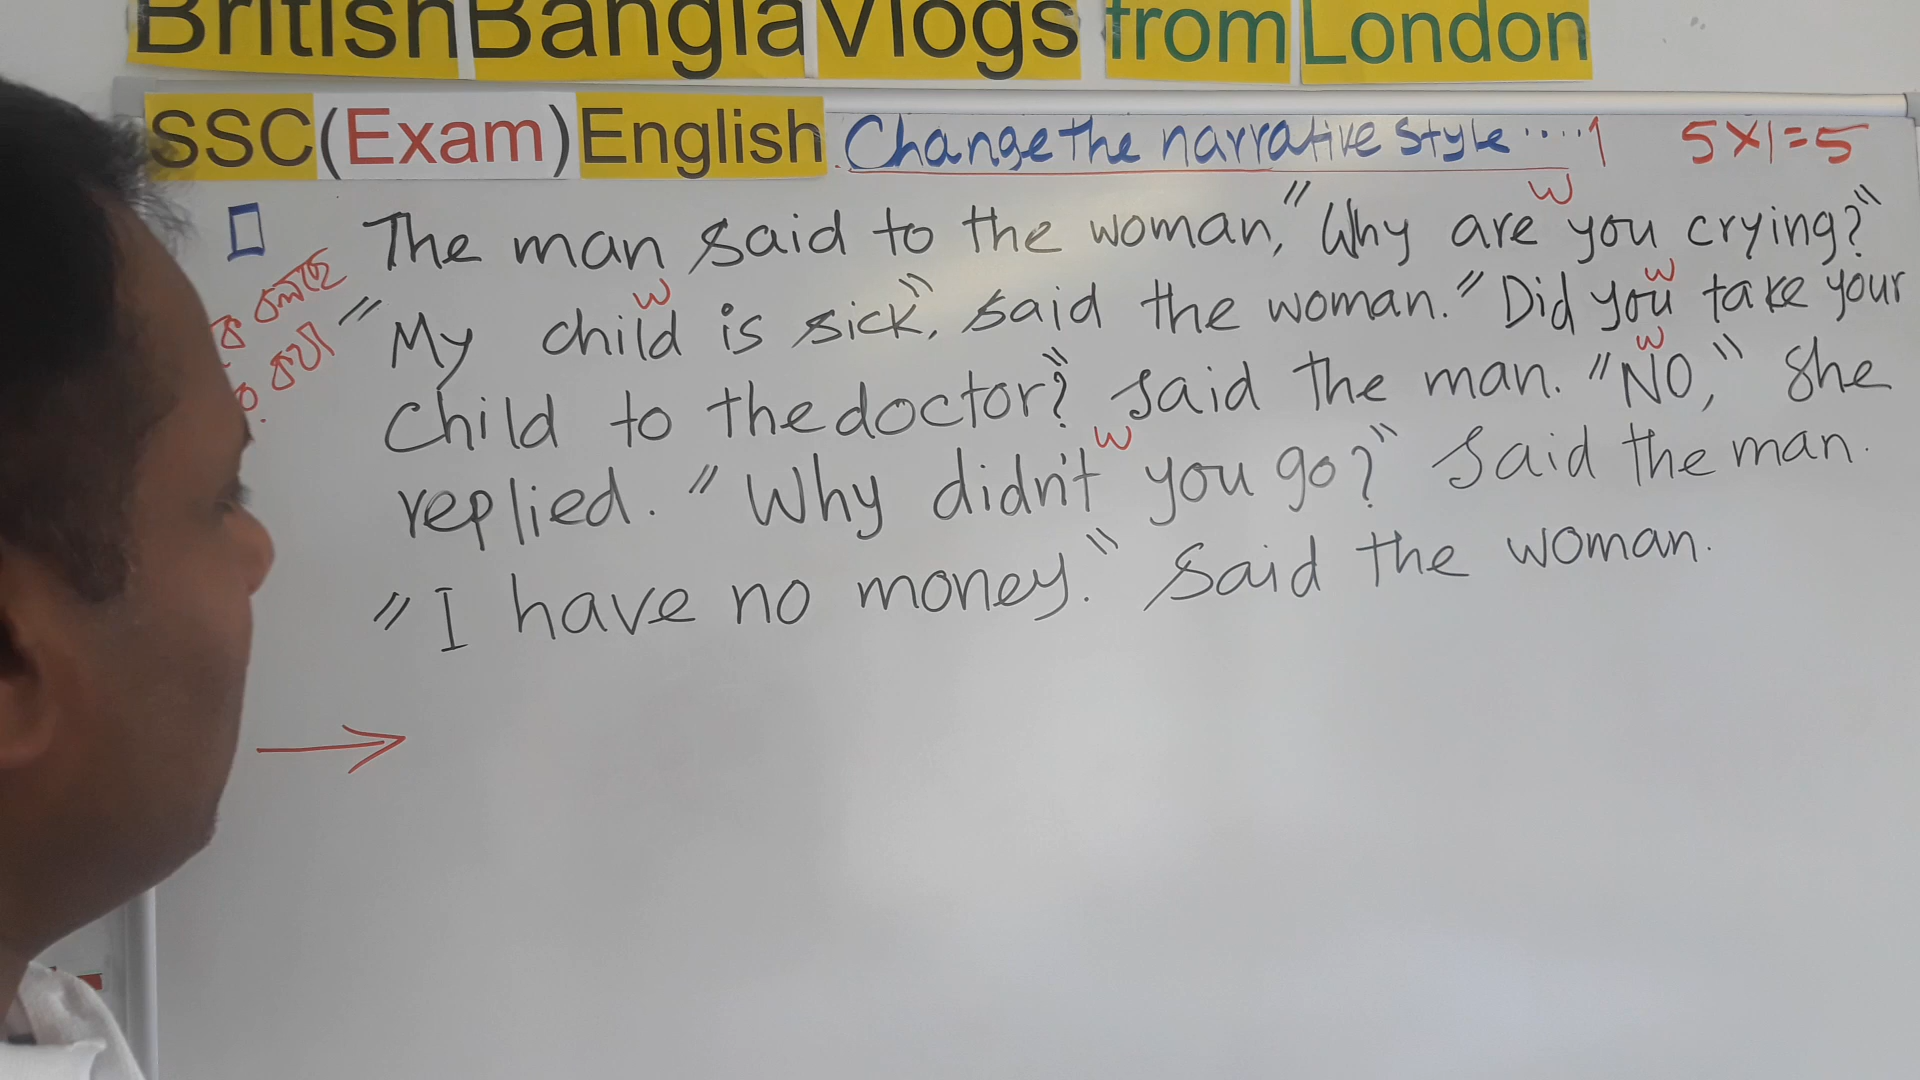 BritishBanglaVlogs from London
SSC(Exam)English Change the narrative style ....1 5×1=5
w
The man said to the woman, "Why are you crying?"
w w
"My child is sick", said the woman. "Did you take your
w
Child to the doctor?" said the man. "NO," She
w
replied. "Why didn't you go?" Said the man.
"I have no money." Said the woman.